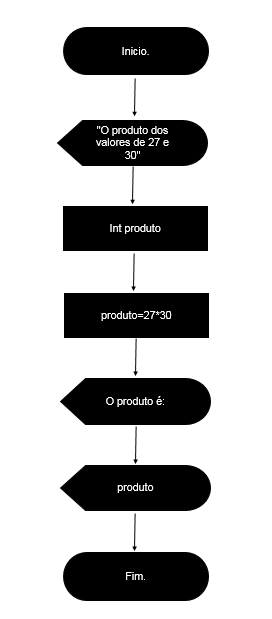 Inicio.
"O produto dos
valores de 27 e
30"
Int produto
produto=27*30
O produto é:
produto
Fim.